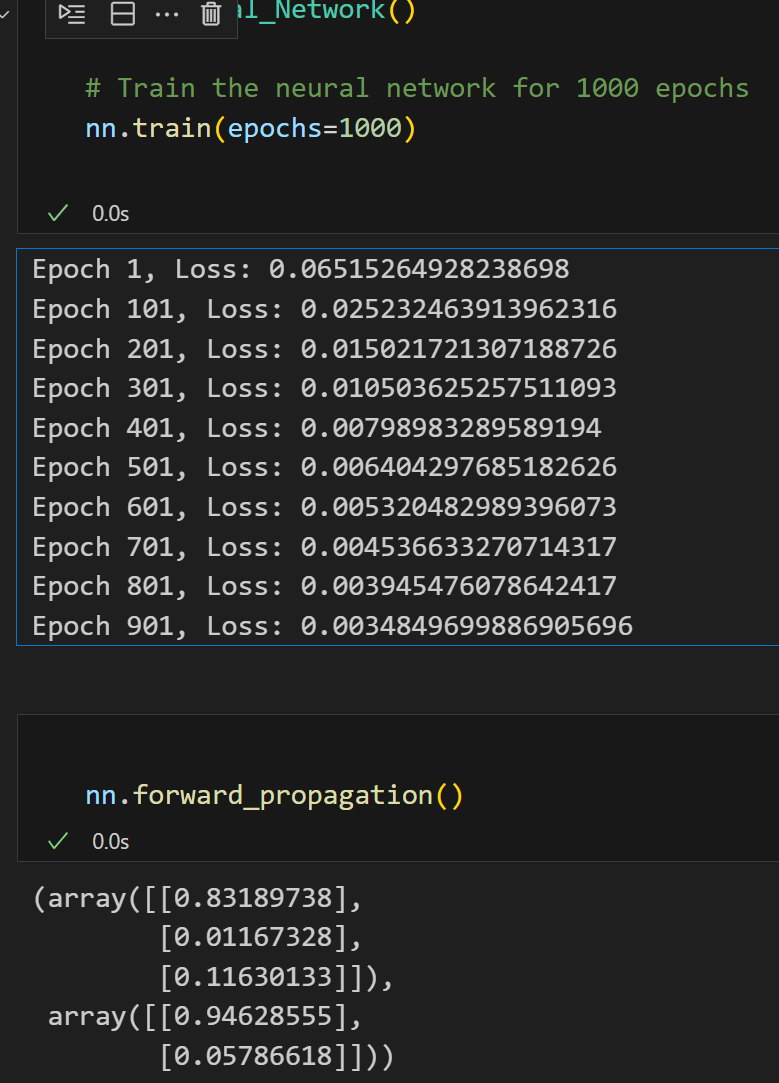 al_Network()
# Train the neural network for 1000 epochs
nn.train(epochs=1000)
0.0s
Epoch 1, Loss: 0.06515264928238698
Epoch 101, Loss: 0.025232463913962316
Epoch 201, Loss: 0.015021721307188726
Epoch 301, Loss: 0.010503625257511093
Epoch 401, Loss: 0.00798983289589194
Epoch 501, Loss: 0.006404297685182626
Epoch 601, Loss: 0.005320482989396073
Epoch 701, Loss: 0.004536633270714317
Epoch 801, Loss: 0.003945476078642417
Epoch 901, Loss: 0.0034849699886905696
nn.forward_propagation()
0.0s
(array([[0.83189738],
[0.01167328],
[0.11630133]]),
array([[0.94628555],
[0.05786618]]))